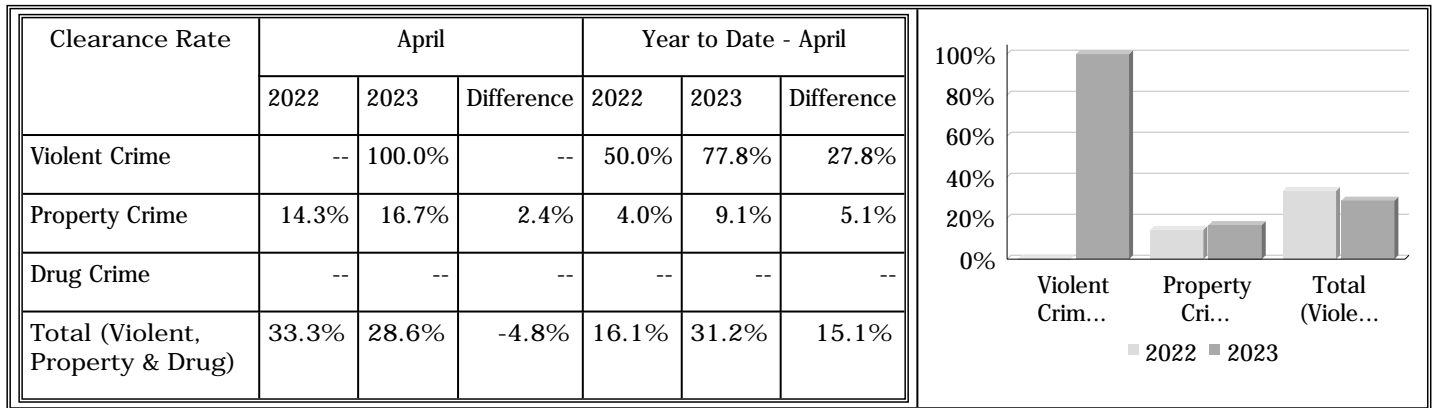 Clearance Rate April Year to Date - April
2022 2023 Difference 2022 2023 Difference
Violent Crime -- 100.0% -- 50.0% 77.8% 27.8%
Property Crime 14.3% 16.7% 2.4% 4.0% 9.1% 5.1%
Drug Crime -- -- -- -- -- --
Total (Violent, 33.3% 28.6% -4.8% 16.1% 31.2% 15.1%
Property & Drug)
100%
80%
60%
40%
20%
0%
Violent Property Total
Crim... Cri... (Viole...
2022 2023